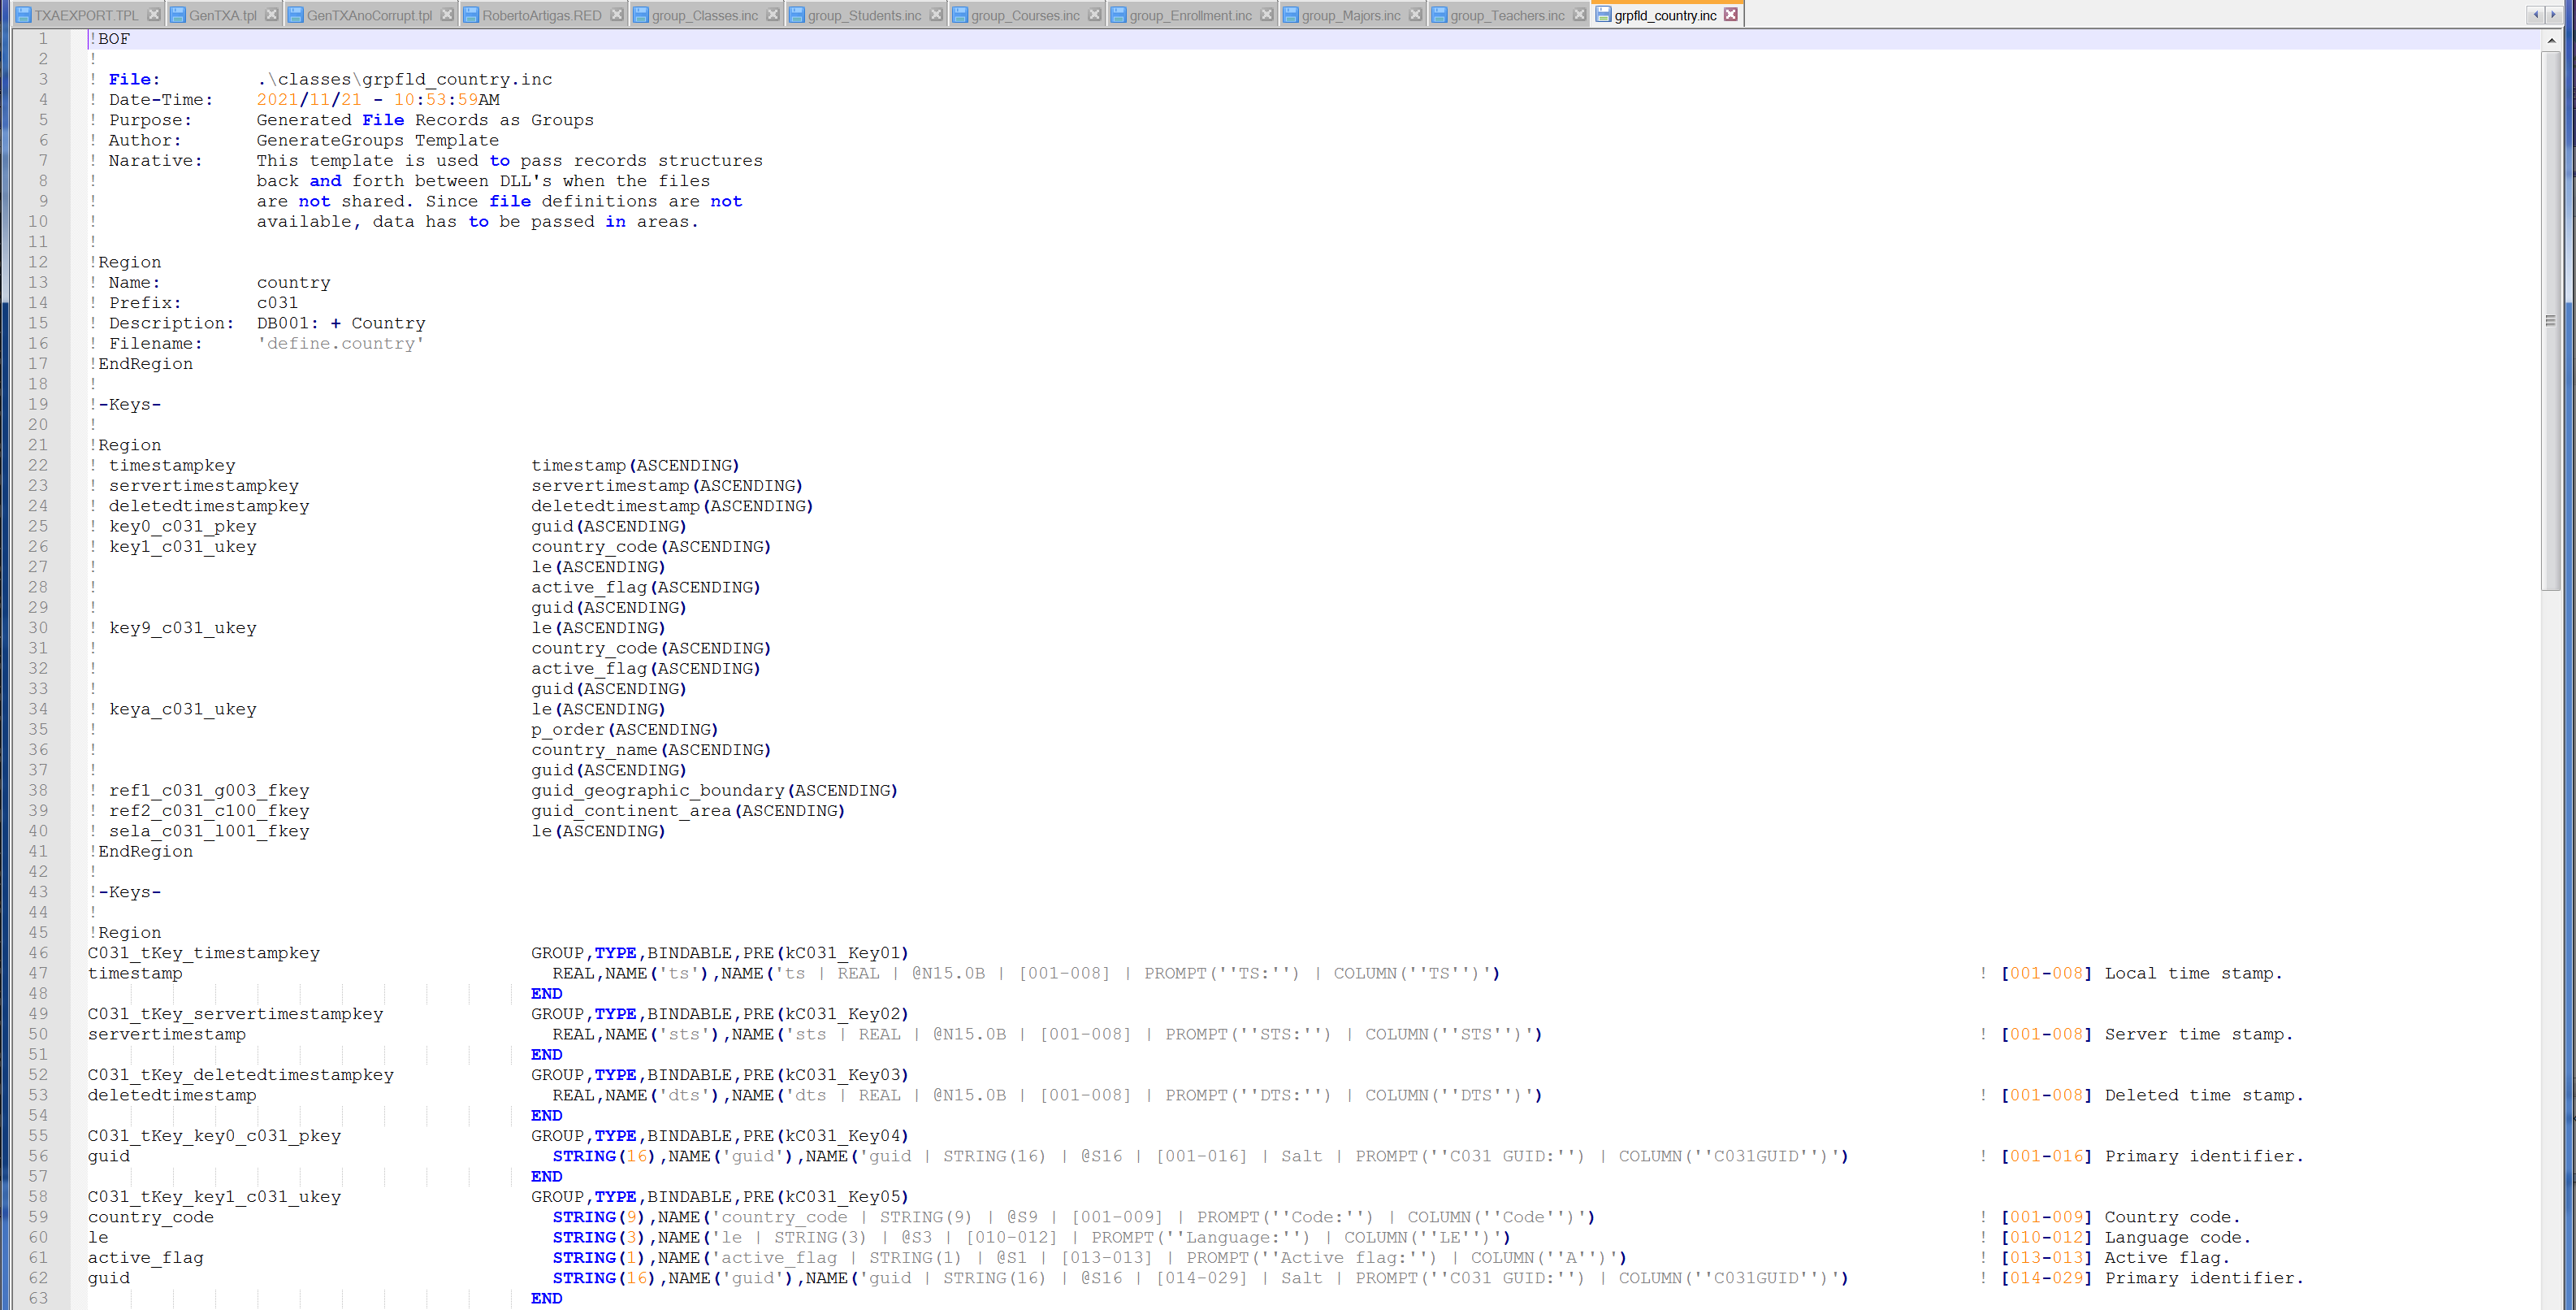 TXAEXPORT.TPL GenTXA.tpl GenTXAnoCorrupt.tpl RobertoArtigas.RED group_Classes.inc group_Students.inc group_Courses.inc group_Enrollment.inc group_Majors.inc group_Teachers.inc grpfld_country.inc
1 !BOF
2 !
3 ! File: .\classes\grpfld_country.inc
4 ! Date-Time: 2021/11/21 - 10:53:59AM
5 ! Purpose: Generated File Records as Groups
6 ! Author: GenerateGroups Template
7 ! Narative: This template is used to pass records structures
8 ! back and forth between DLL's when the files
9 ! are not shared. Since file definitions are not
10 ! available, data has to be passed in areas.
11 !
12 !Region
13 ! Name: country
14 ! Prefix: c031
15 ! Description: DB001: + Country
16 ! Filename: 'define.country'
17 !EndRegion
18 !
19 !-Keys-
20 !
21 !Region
22 ! timestampkey timestamp(ASCENDING)
23 ! servertimestampkey servertimestamp(ASCENDING)
24 ! deletedtimestampkey deletedtimestamp(ASCENDING)
25 ! key0_c031_pkey guid(ASCENDING)
26 ! key1_c031_ukey country_code(ASCENDING)
27 ! le(ASCENDING)
28 ! active_flag(ASCENDING)
29 ! guid(ASCENDING)
30 ! key9_c031_ukey le(ASCENDING)
31 ! country_code(ASCENDING)
32 ! active_flag(ASCENDING)
33 ! guid(ASCENDING)
34 ! keya_c031_ukey le(ASCENDING)
35 ! p_order(ASCENDING)
36 ! country_name(ASCENDING)
37 ! guid(ASCENDING)
38 ! ref1_c031_g003_fkey guid_geographic_boundary(ASCENDING)
39 ! ref2_c031_c100_fkey guid_continent_area(ASCENDING)
40 ! sela_c031_l001_fkey le(ASCENDING)
41 !EndRegion
42 !
43 !-Keys-
44 !
45 !Region
46 C031_tKey_timestampkey GROUP,TYPE,BINDABLE,PRE(kC031_Key01)
47 timestamp REAL,NAME('ts'),NAME('ts | REAL | @N15.0B | [001-008] | PROMPT(''TS:'') | COLUMN(''TS'')') ! [001-008] Local time stamp.
48 END
49 C031_tKey_servertimestampkey GROUP,TYPE,BINDABLE,PRE(kC031_Key02)
50 servertimestamp REAL,NAME('sts'),NAME('sts | REAL | @N15.0B | [001-008] | PROMPT(''STS:'') | COLUMN(''STS'')') ! [001-008] Server time stamp.
51 END
52 C031_tKey_deletedtimestampkey GROUP,TYPE,BINDABLE,PRE(kC031_Key03)
53 deletedtimestamp REAL,NAME('dts'),NAME('dts | REAL | @N15.0B | [001-008] | PROMPT(''DTS:'') | COLUMN(''DTS'')') ! [001-008] Deleted time stamp.
54 END
55 C031_tKey_key0_c031_pkey GROUP,TYPE,BINDABLE,PRE(kC031_Key04)
56 guid STRING(16),NAME('guid'),NAME('guid | STRING(16) | @S16 | [001-016] | Salt | PROMPT(''C031 GUID:'') | COLUMN(''C031GUID'')') ! [001-016] Primary identifier.
57 END
58 C031_tKey_key1_c031_ukey GROUP,TYPE,BINDABLE,PRE(kC031_Key05)
59 country_code STRING(9),NAME('country_code | STRING(9) | @S9 | [001-009] | PROMPT(''Code:'') | COLUMN(''Code'')') ! [001-009] Country code.
60 le STRING(3),NAME('le | STRING(3) | @S3 | [010-012] | PROMPT(''Language:'') | COLUMN(''LE'')') ! [010-012] Language code.
61 active_flag STRING(1),NAME('active_flag | STRING(1) | @S1 | [013-013] | PROMPT(''Active flag:'') | COLUMN(''A'')') ! [013-013] Active flag.
62 guid STRING(16),NAME('guid'),NAME('guid | STRING(16) | @S16 | [014-029] | Salt | PROMPT(''C031 GUID:'') | COLUMN(''C031GUID'')') ! [014-029] Primary identifier.
63 END